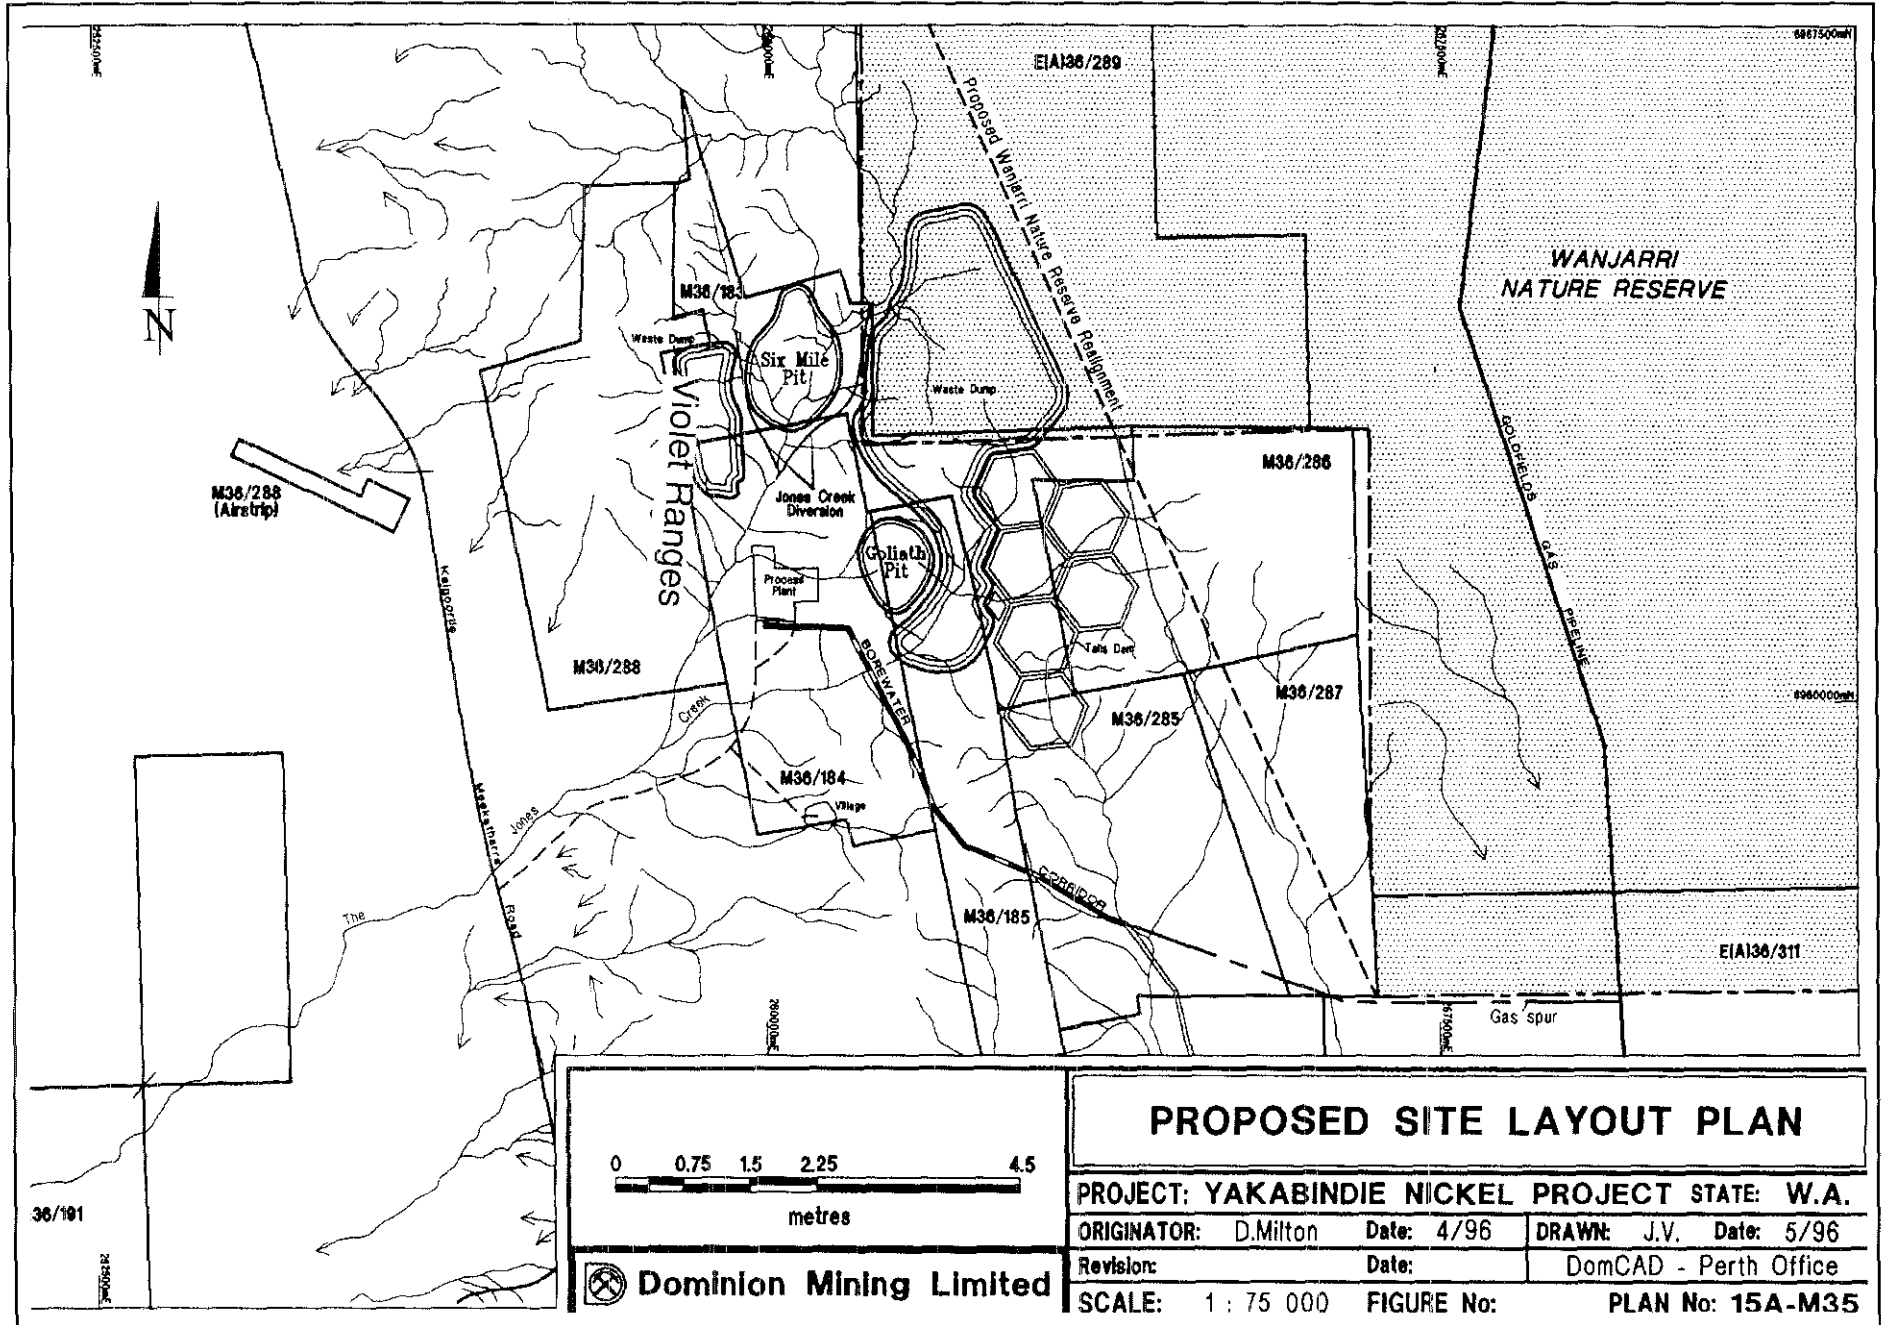 6967500mN
E(A)36/289
Proposed Wanjarri Nature Reserve Realignment
WANJARRI
NATURE RESERVE
N
M36/183
Waste Dump
Six Mile
Pit
Waste Dump
Violet Ranges
M36/286
GOLDFIELDS GAS PIPELINE
M36/288
(Airstrip)
Jones Creek
Diversion
Goliath
Pit
Process
Plant
Kalgoorlie
Meekatharra
Road
BOREWATER
CORRIDOR
Tails Dam
M36/288
M36/287
6960000mN
M36/285
The
Jones
Creek
M36/184
Village
M36/185
E(A)36/311
Gas spur
262500mE
36/191
0 0.75 1.5 2.25 4.5
metres
Dominion Mining Limited
PROPOSED SITE LAYOUT PLAN
PROJECT: YAKABINDIE NICKEL PROJECT STATE: W.A.
ORIGINATOR: D.Milton Date: 4/96 DRAWN: J.V. Date: 5/96
Revision: Date: DomCAD - Perth Office
SCALE: 1 : 75 000 FIGURE No: PLAN No: 15A-M35